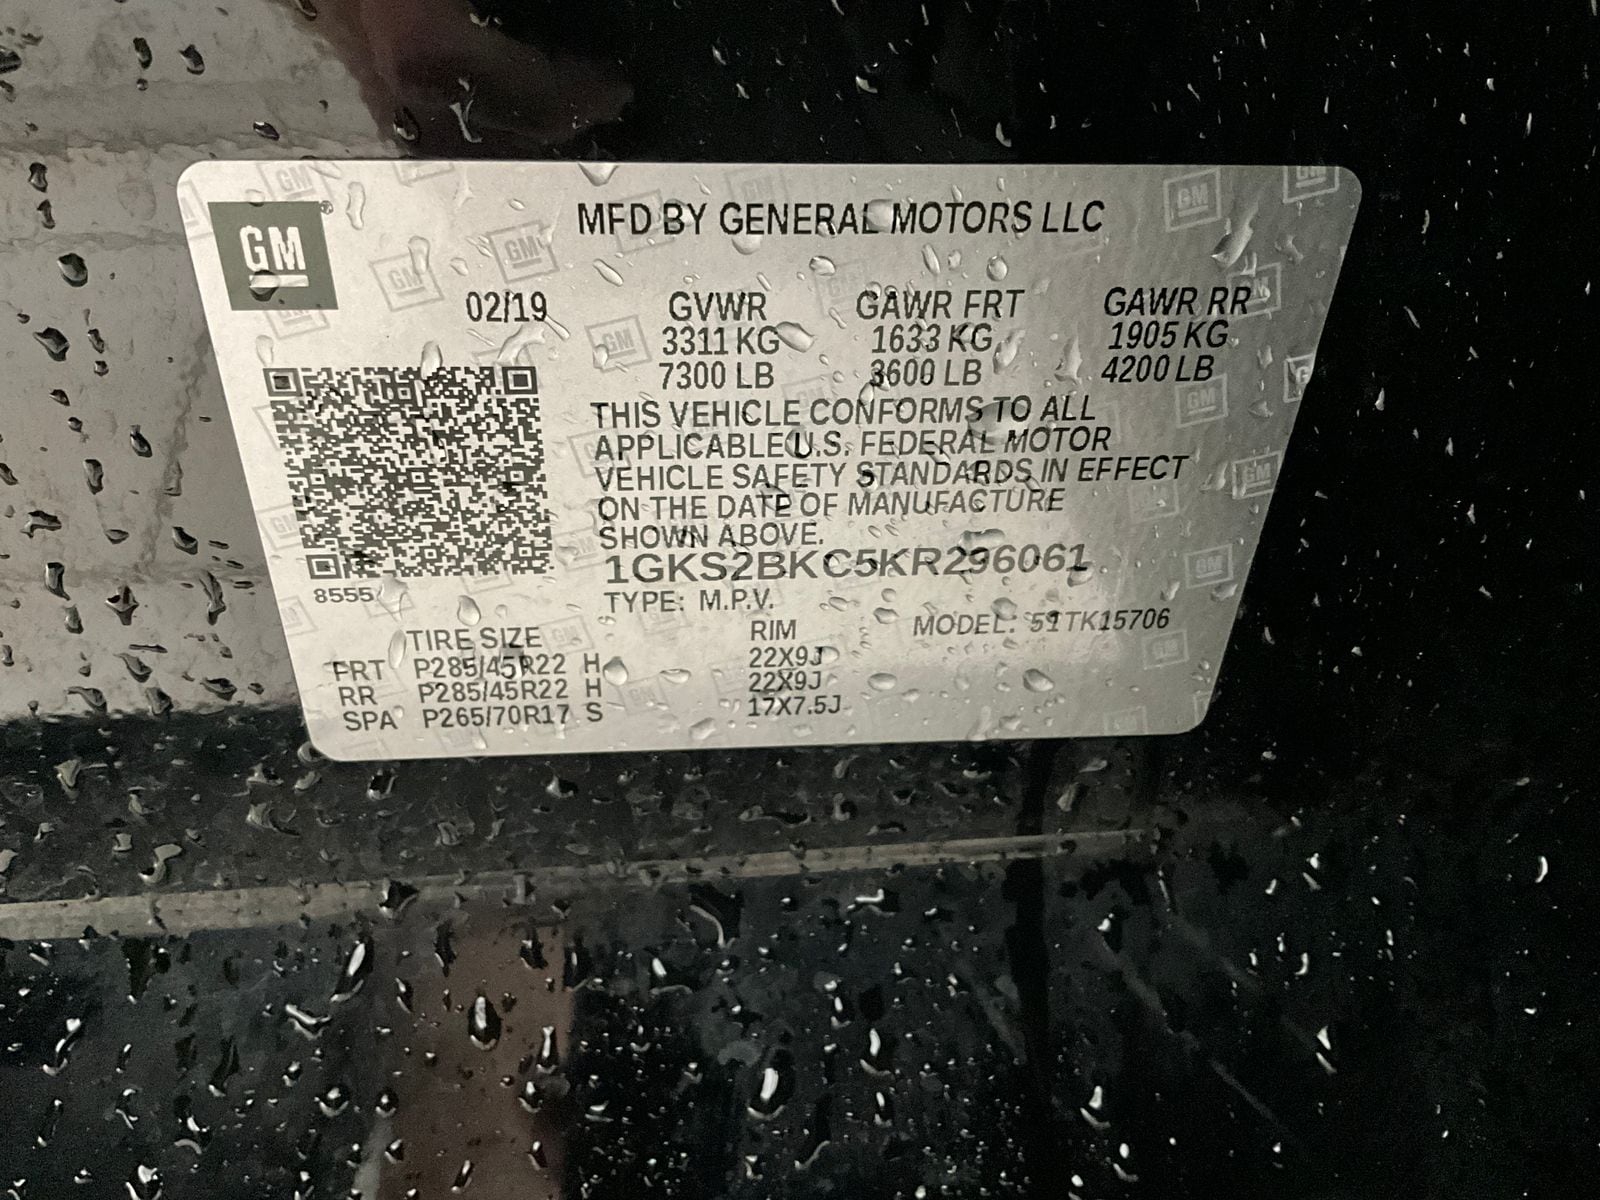 GM
MFD BY GENERAL MOTORS LLC
02/19 GVWR GAWR FRT GAWR RR
3311 KG 1633 KG 1905 KG
7300 LB 3600 LB 4200 LB
THIS VEHICLE CONFORMS TO ALL
APPLICABLE U.S. FEDERAL MOTOR
VEHICLE SAFETY STANDARDS IN EFFECT
ON THE DATE OF MANUFACTURE
SHOWN ABOVE.
1GKS2BKC5KR296061
8555
TYPE: M.P.V.
MODEL: 51TK15706
TIRE SIZE RIM
FRT P285/45R22 H 22X9J
RR P285/45R22 H 22X9J
SPA P265/70R17 S 17X7.5J